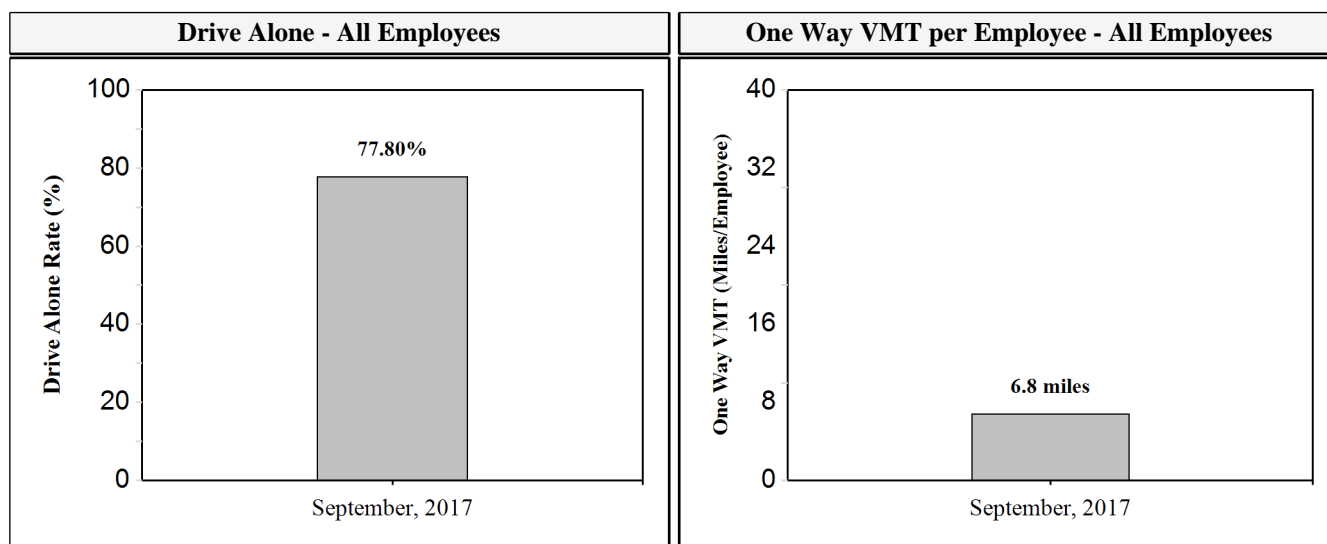 Drive Alone - All Employees
One Way VMT per Employee - All Employees
Drive Alone Rate (%)
100
80
60
40
20
0
77.80%
September, 2017
One Way VMT (Miles/Employee)
40
32
24
16
8
0
6.8 miles
September, 2017